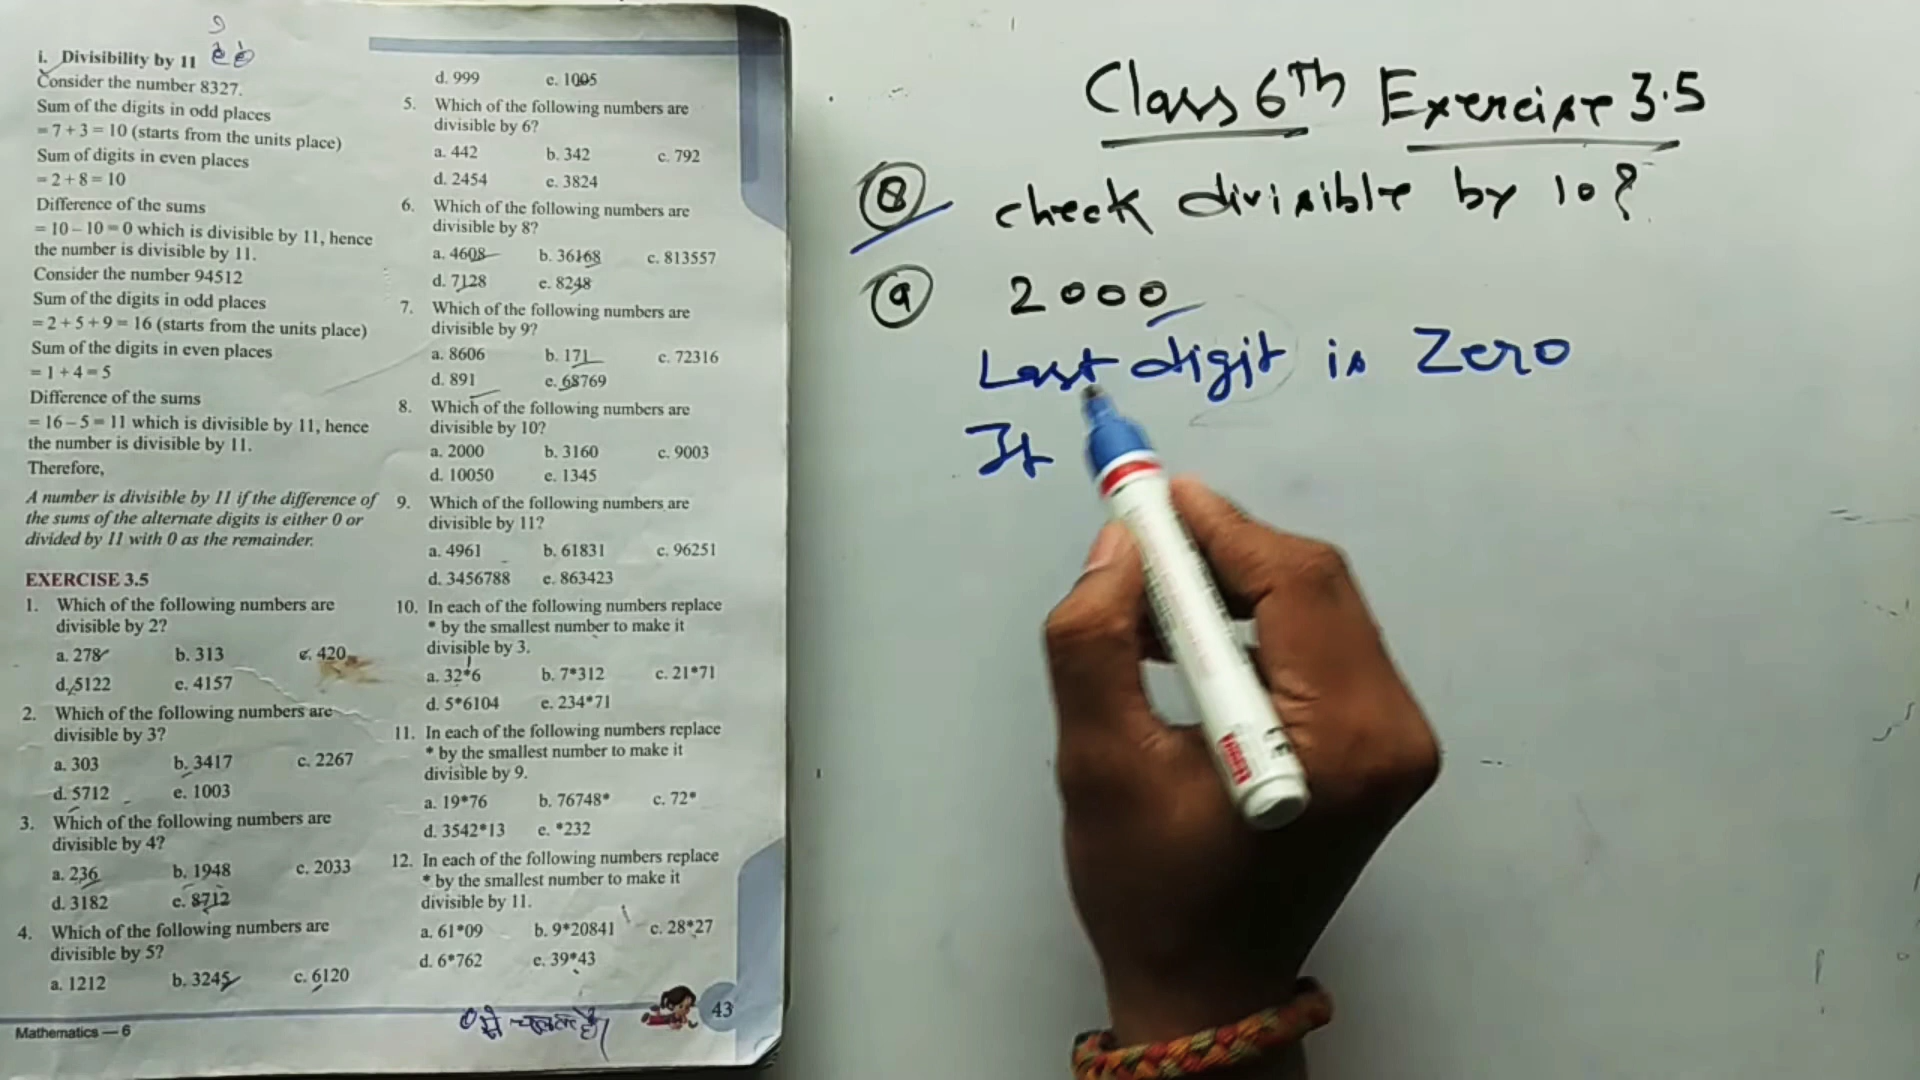 i. Divisibility by 11
Consider the number 8327.
Sum of the digits in odd places
= 7 + 3 = 10 (starts from the units place)
Sum of digits in even places
= 2 + 8 = 10
Difference of the sums
= 10 – 10 = 0 which is divisible by 11, hence
the number is divisible by 11.
Consider the number 94512
Sum of the digits in odd places
= 2 + 5 + 9 = 16 (starts from the units place)
Sum of the digits in even places
= 1 + 4 = 5
Difference of the sums
= 16 – 5 = 11 which is divisible by 11, hence
the number is divisible by 11.
Therefore,
A number is divisible by 11 if the difference of
the sums of the alternate digits is either 0 or
divided by 11 with 0 as the remainder.
EXERCISE 3.5
1. Which of the following numbers are
divisible by 2?
a. 278 b. 313 c. 420
d. 5122 e. 4157
2. Which of the following numbers are
divisible by 3?
a. 303 b. 3417 c. 2267
d. 5712 e. 1003
3. Which of the following numbers are
divisible by 4?
a. 236 b. 1948 c. 2033
d. 3182 e. 8712
4. Which of the following numbers are
divisible by 5?
a. 1212 b. 3245 c. 6120
Mathematics — 6
d. 999 e. 1005
5. Which of the following numbers are
divisible by 6?
a. 442 b. 342 c. 792
d. 2454 e. 3824
6. Which of the following numbers are
divisible by 8?
a. 4608 b. 36168 c. 813557
d. 7128 e. 8248
7. Which of the following numbers are
divisible by 9?
a. 8606 b. 171 c. 72316
d. 891 e. 68769
8. Which of the following numbers are
divisible by 10?
a. 2000 b. 3160 c. 9003
d. 10050 e. 1345
9. Which of the following numbers are
divisible by 11?
a. 4961 b. 61831 c. 96251
d. 3456788 e. 863423
10. In each of the following numbers replace
* by the smallest number to make it
divisible by 3.
a. 32*6 b. 7*312 c. 21*71
d. 5*6104 e. 234*71
11. In each of the following numbers replace
* by the smallest number to make it
divisible by 9.
a. 19*76 b. 76748* c. 72*
d. 3542*13 e. *232
12. In each of the following numbers replace
* by the smallest number to make it
divisible by 11.
a. 61*09 b. 9*20841 c. 28*27
d. 6*762 e. 39*43
43
Class 6Th Exercise 3.5
8 check divisible by 10?
a 2000
Last digit is Zero
It